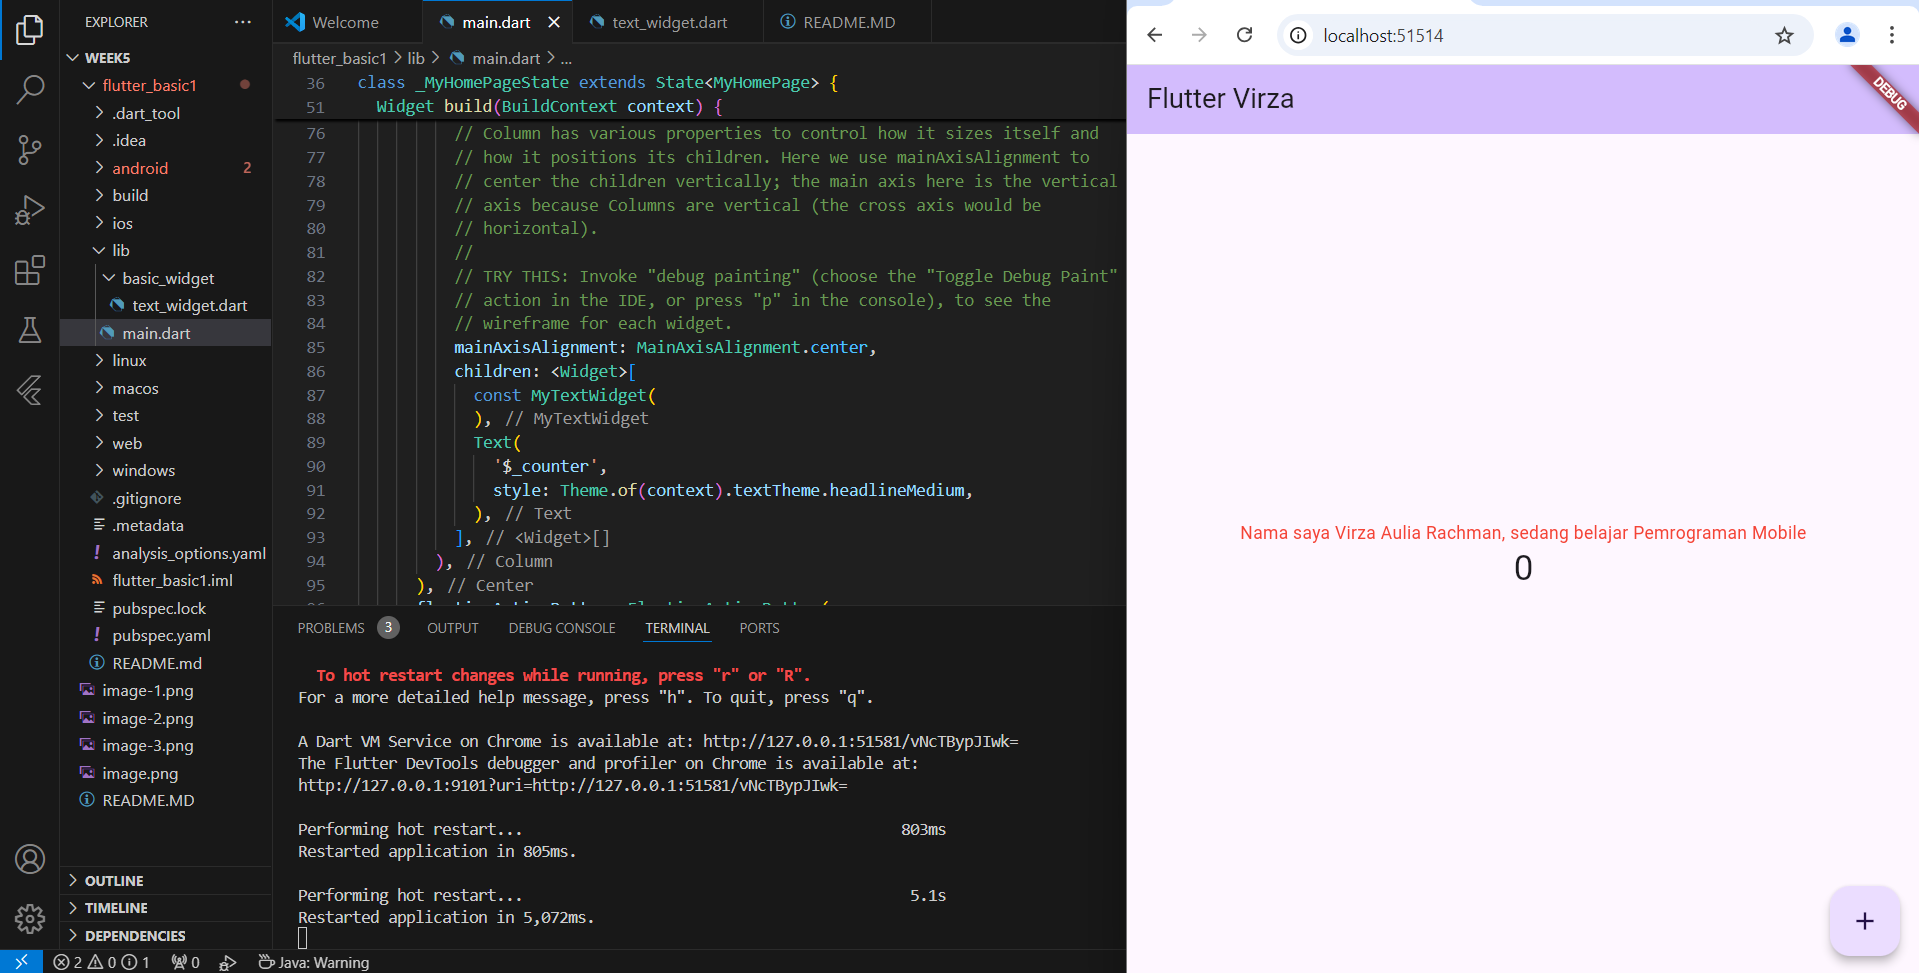 EXPLORER
WEEK5
flutter_basic1
.dart_tool
.idea
android 2
build
ios
lib
basic_widget
text_widget.dart
main.dart
linux
macos
test
web
windows
.gitignore
.metadata
analysis_options.yaml
flutter_basic1.iml
pubspec.lock
pubspec.yaml
README.md
image-1.png
image-2.png
image-3.png
image.png
README.MD
OUTLINE
TIMELINE
DEPENDENCIES
Welcome main.dart text_widget.dart README.MD
flutter_basic1 > lib > main.dart > ...
36 class _MyHomePageState extends State<MyHomePage> {
51 Widget build(BuildContext context) {
76 // Column has various properties to control how it sizes itself and
77 // how it positions its children. Here we use mainAxisAlignment to
78 // center the children vertically; the main axis here is the vertical
79 // axis because Columns are vertical (the cross axis would be
80 // horizontal).
81 //
82 // TRY THIS: Invoke "debug painting" (choose the "Toggle Debug Paint"
83 // action in the IDE, or press "p" in the console), to see the
84 // wireframe for each widget.
85 mainAxisAlignment: MainAxisAlignment.center,
86 children: <Widget>[
87 const MyTextWidget(
88 ), // MyTextWidget
89 Text(
90 '$_counter',
91 style: Theme.of(context).textTheme.headlineMedium,
92 ), // Text
93 ], // <Widget>[]
94 ), // Column
95 ), // Center
PROBLEMS 3 OUTPUT DEBUG CONSOLE TERMINAL PORTS
To hot restart changes while running, press "r" or "R".
For a more detailed help message, press "h". To quit, press "q".
A Dart VM Service on Chrome is available at: http://127.0.0.1:51581/vNcTBypJIwk=
The Flutter DevTools debugger and profiler on Chrome is available at:
http://127.0.0.1:9101?uri=http://127.0.0.1:51581/vNcTBypJIwk=
Performing hot restart... 803ms
Restarted application in 805ms.
Performing hot restart... 5.1s
Restarted application in 5,072ms.
2 0 1 0 Java: Warning
localhost:51514
Flutter Virza
DEBUG
Nama saya Virza Aulia Rachman, sedang belajar Pemrograman Mobile
0
+